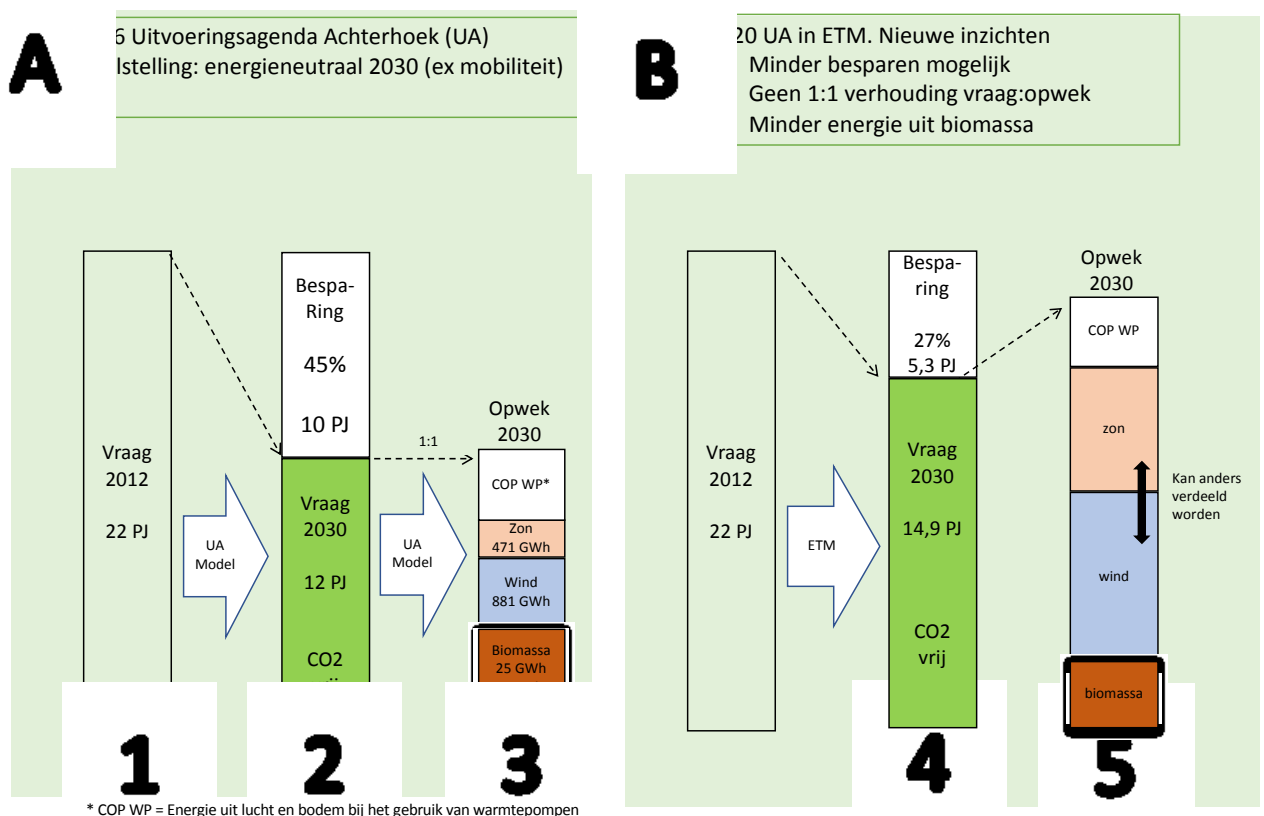 A
6 Uitvoeringsagenda Achterhoek (UA)
lstelling: energieneutraal 2030 (ex mobiliteit)
Vraag
2012
22 PJ
UA
Model
Bespa-
Ring
45%
10 PJ
Vraag
2030
12 PJ
CO2
1:1
UA
Model
Opwek
2030
COP WP*
Zon
471 GWh
Wind
881 GWh
Biomassa
25 GWh
1
2
3
* COP WP = Energie uit lucht en bodem bij het gebruik van warmtepompen
B
20 UA in ETM. Nieuwe inzichten
Minder besparen mogelijk
Geen 1:1 verhouding vraag:opwek
Minder energie uit biomassa
Vraag
2012
22 PJ
ETM
Bespa-
ring
27%
5,3 PJ
Vraag
2030
14,9 PJ
CO2
vrij
Opwek
2030
COP WP
zon
wind
biomassa
Kan anders
verdeeld
worden
4
5